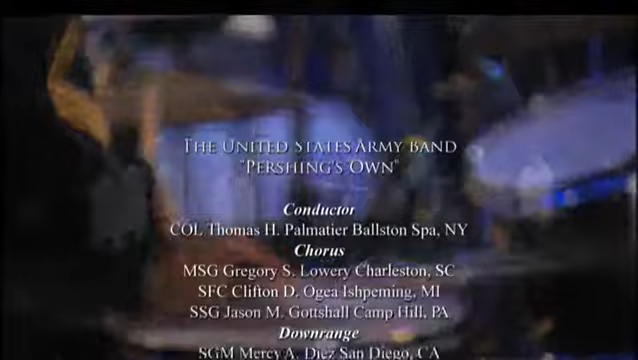 THE UNITED STATES ARMY BAND
"PERSHING'S OWN"
Conductor
COL Thomas H. Palmatier Ballston Spa, NY
Chorus
MSG Gregory S. Lowery Charleston, SC
SFC Clifton D. Ogea Ishpeming, MI
SSG Jason M. Gottshall Camp Hill, PA
Downrange
SGM Mercy A. Diez San Diego, CA